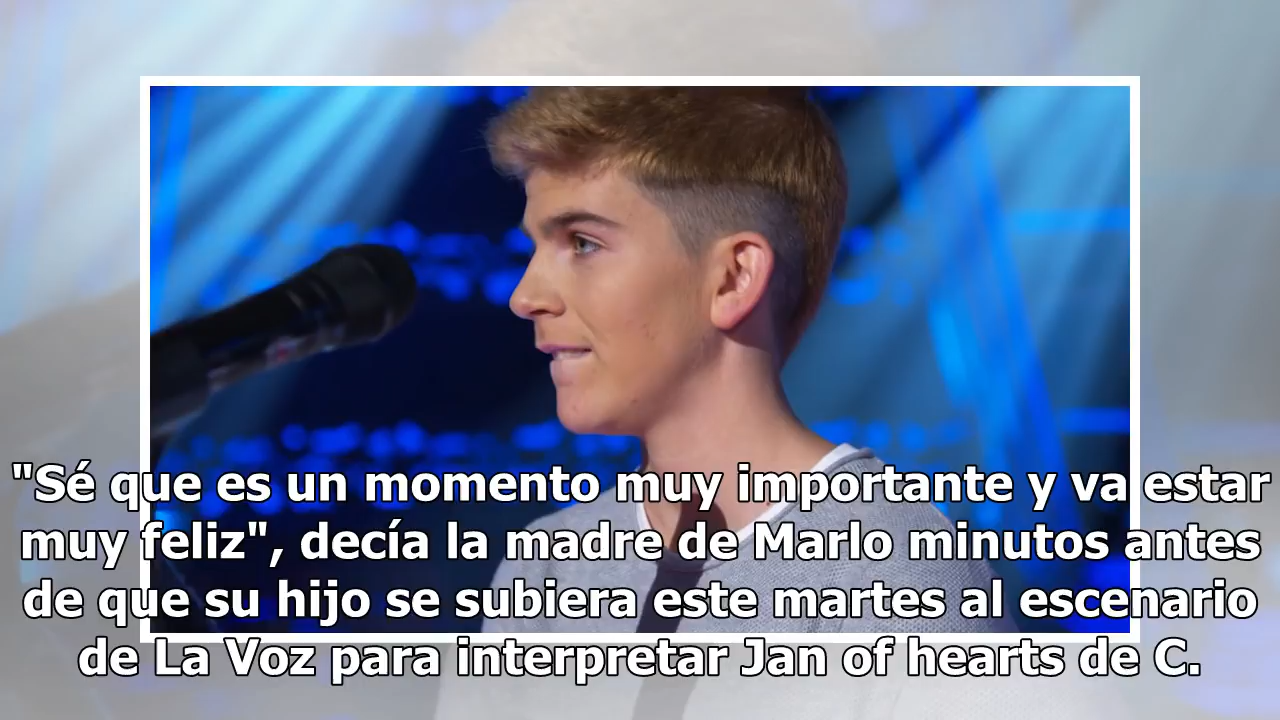 "Sé que es un momento muy importante y va estar
muy feliz", decía la madre de Marlo minutos antes
de que su hijo se subiera este martes al escenario
de La Voz para interpretar Jan of hearts de C.